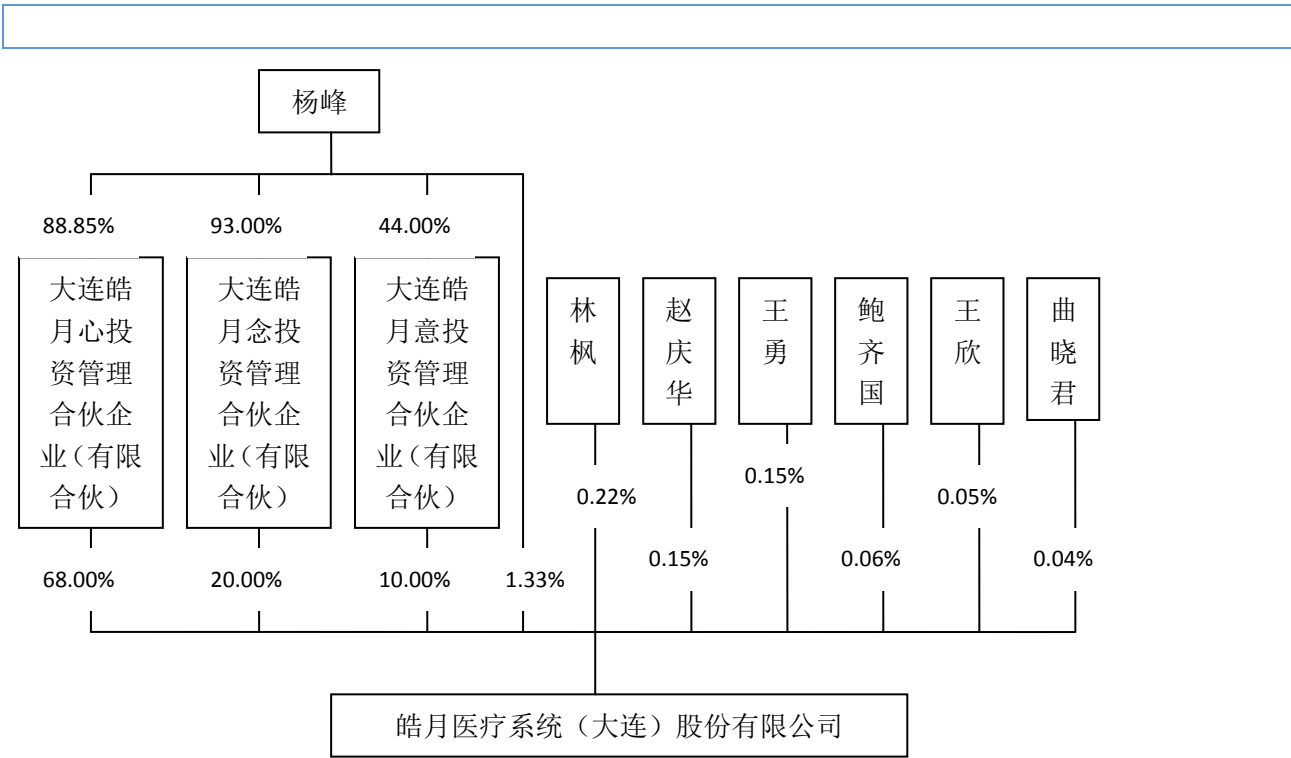 杨峰
88.85%
93.00%
44.00%
大连皓
月心投
资管理
合伙企
业（有限
合伙）
大连皓
月念投
资管理
合伙企
业（有限
合伙）
大连皓
月意投
资管理
合伙企
业（有限
合伙）
林
枫
赵
庆
华
王
勇
鲍
齐
国
王
欣
曲
晓
君
68.00%
20.00%
10.00%
1.33%
0.22%
0.15%
0.15%
0.06%
0.05%
0.04%
皓月医疗系统（大连）股份有限公司